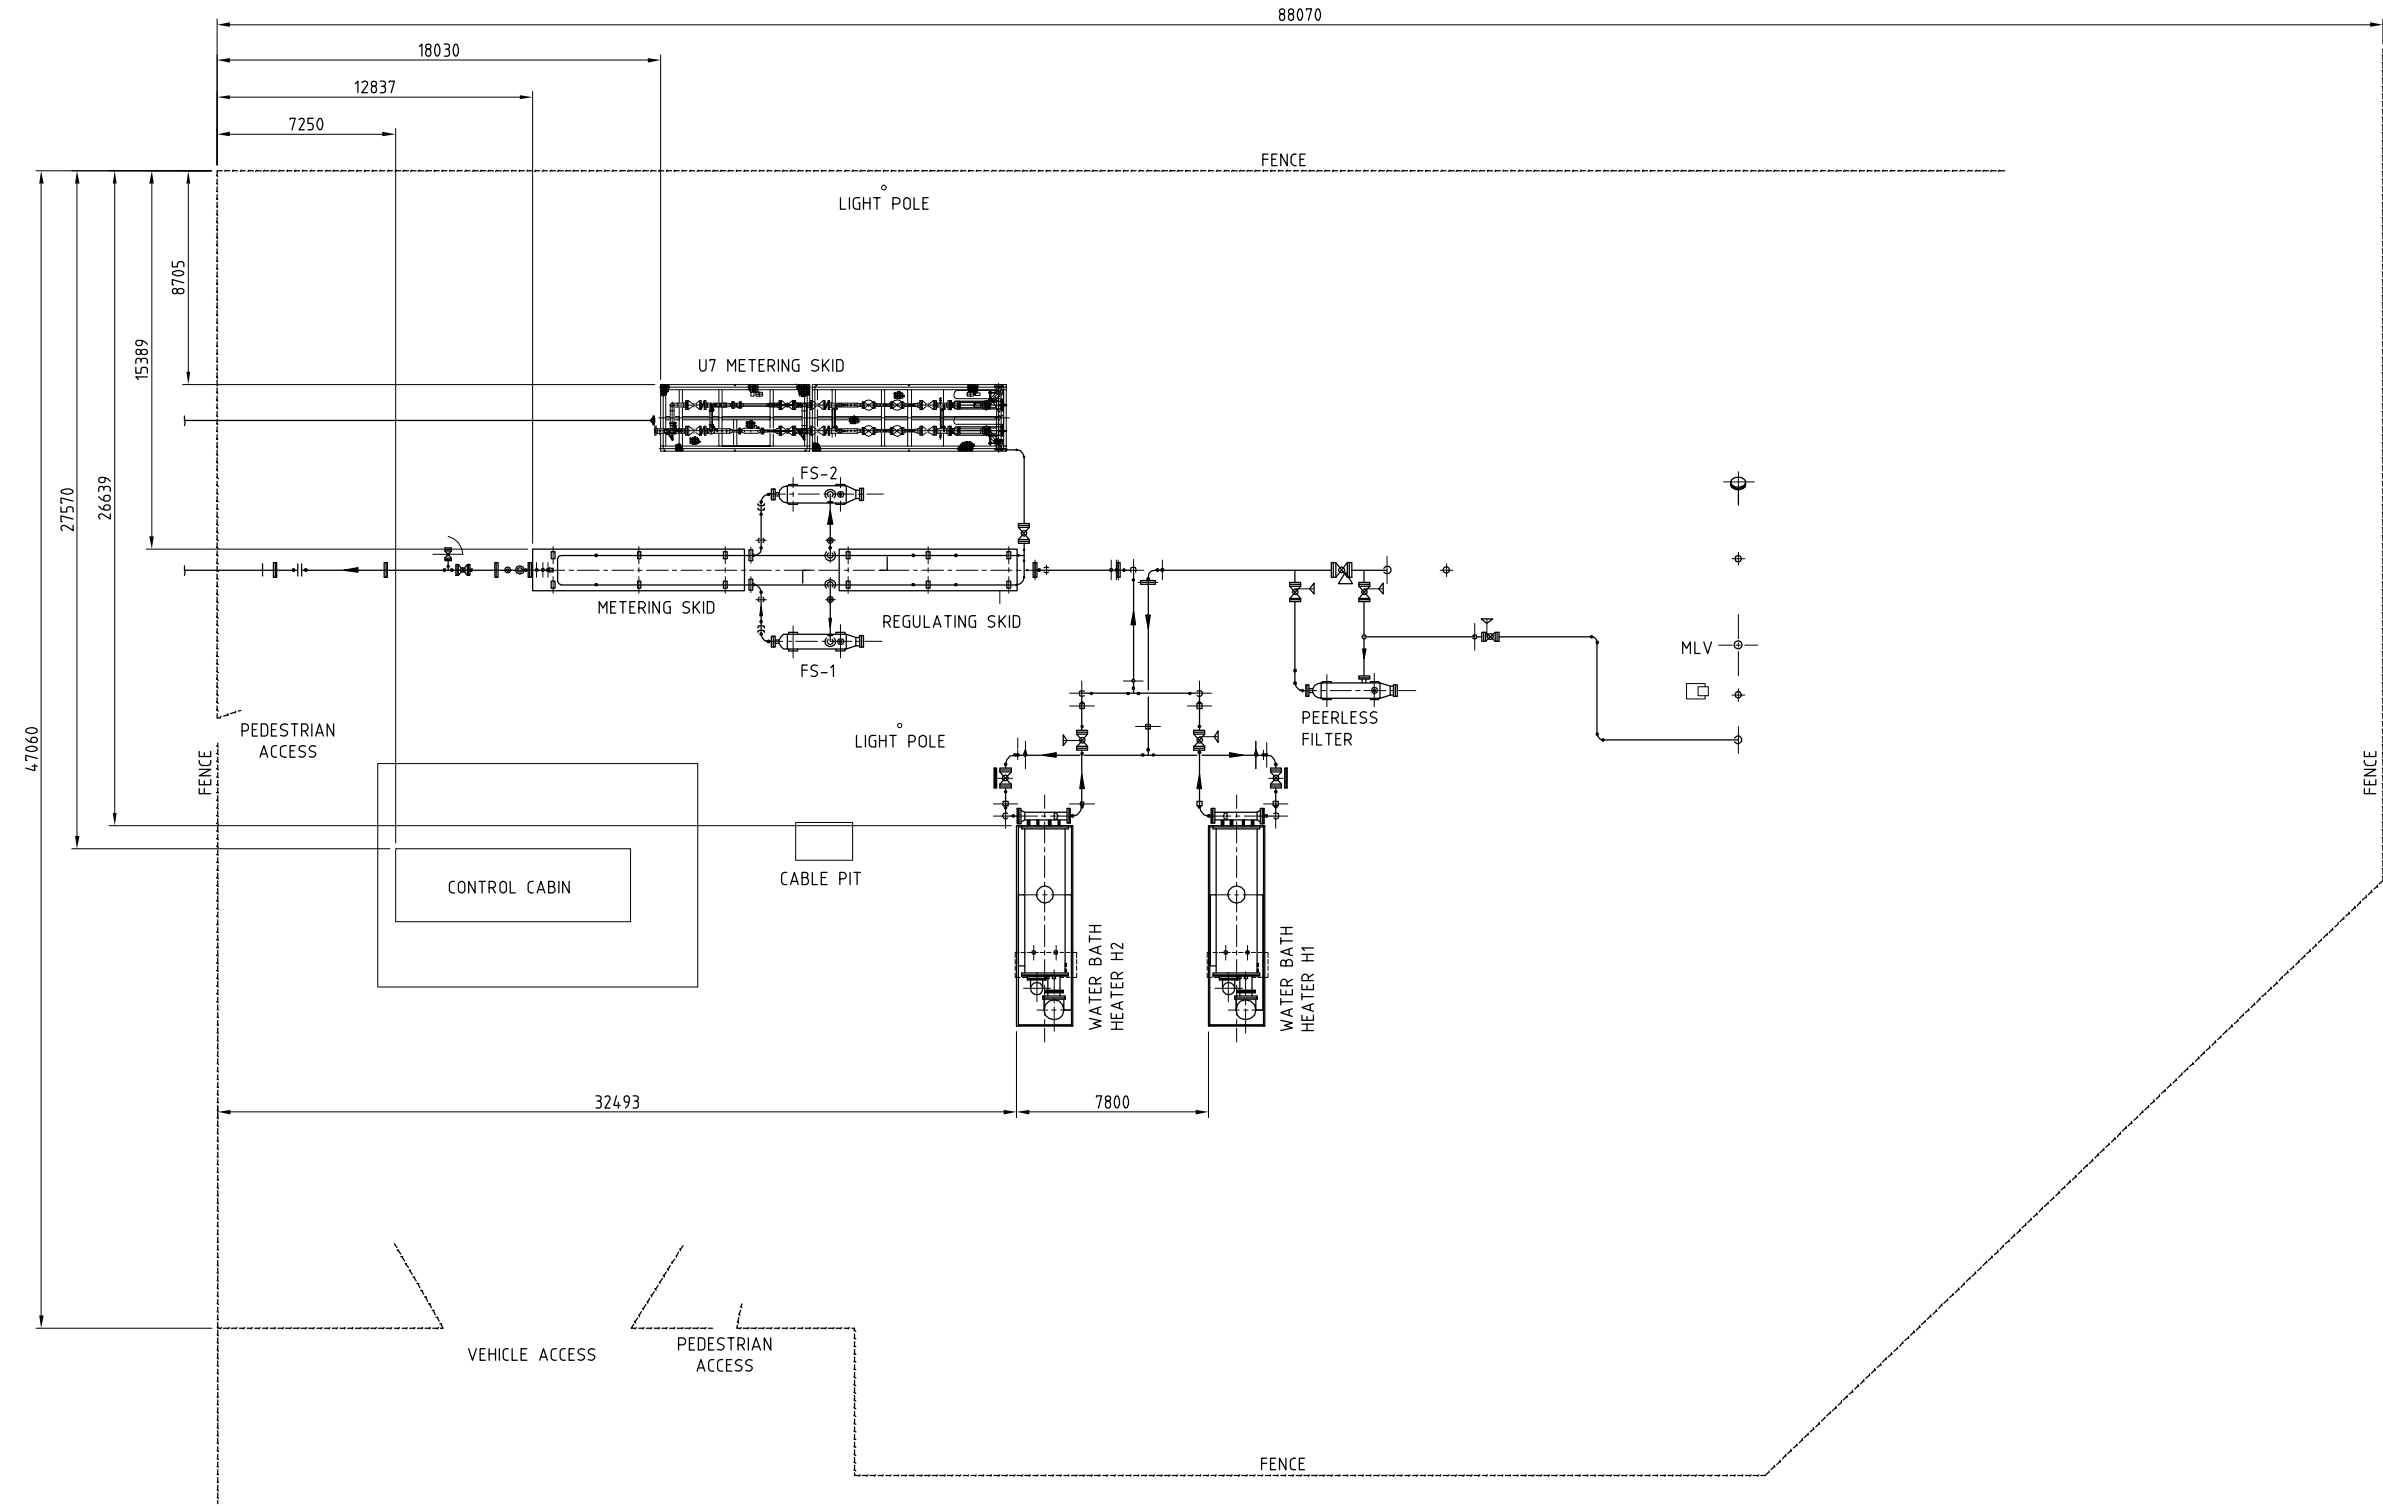 88070
18030
12837
7250
FENCE
LIGHT POLE
8705
15389
U7 METERING SKID
26639
27570
FS-2
METERING SKID
REGULATING SKID
MLV
FS-1
PEERLESS
FILTER
PEDESTRIAN
ACCESS
LIGHT POLE
47060
FENCE
FENCE
CONTROL CABIN
CABLE PIT
WATER BATH
HEATER H2
WATER BATH
HEATER H1
32493
7800
VEHICLE ACCESS
PEDESTRIAN
ACCESS
FENCE